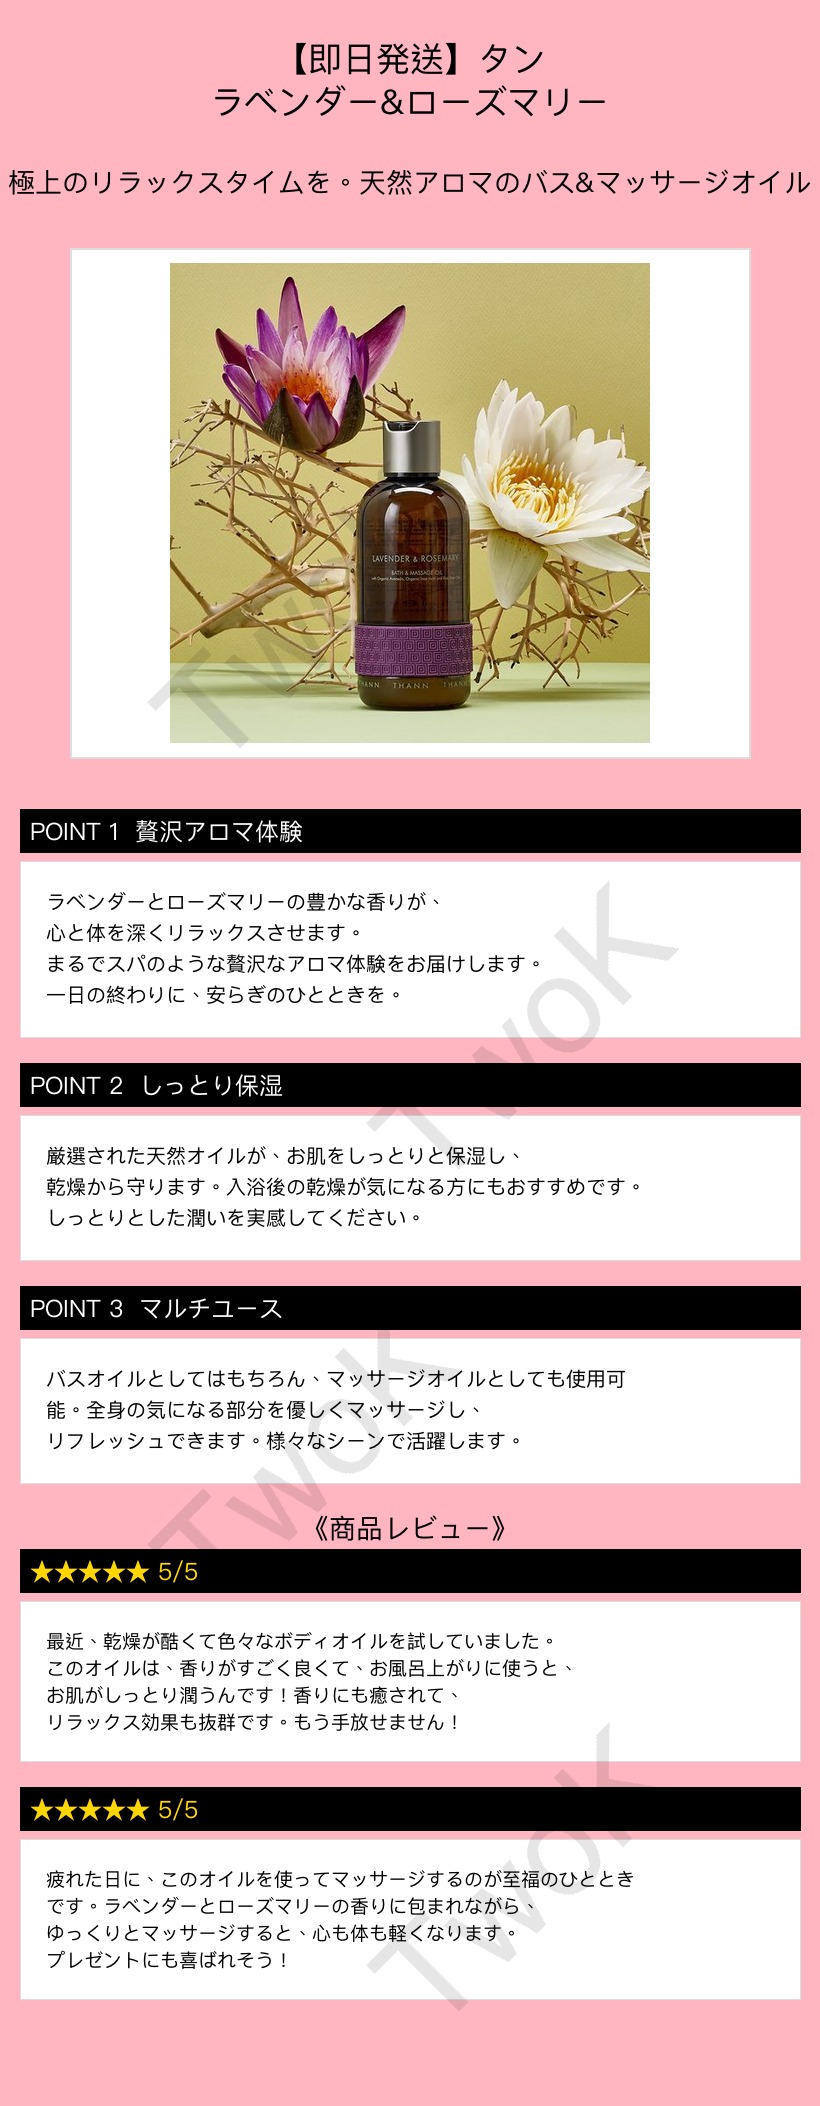 【即日発送】タン
ラベンダー&ローズマリー
極上のリラックスタイムを。天然アロマのバス&マッサージオイル
LAVENDER & ROSEMARY
BATH & MASSAGE OIL
THANN THANN THANN
POINT 1 贅沢アロマ体験
ラベンダーとローズマリーの豊かな香りが、
心と体を深くリラックスさせます。
まるでスパのような贅沢なアロマ体験をお届けします。
一日の終わりに、安らぎのひとときを。
POINT 2 しっとり保湿
厳選された天然オイルが、お肌をしっとりと保湿し、
乾燥から守ります。入浴後の乾燥が気になる方にもおすすめです。
しっとりとした潤いを実感してください。
POINT 3 マルチユース
バスオイルとしてはもちろん、マッサージオイルとしても使用可
能。全身の気になる部分を優しくマッサージし、
リフレッシュできます。様々なシーンで活躍します。
《商品レビュー》
★★★★★ 5/5
最近、乾燥が酷くて色々なボディオイルを試していました。
このオイルは、香りがすごく良くて、お風呂上がりに使うと、
お肌がしっとり潤うんです！香りにも癒されて、
リラックス効果も抜群です。もう手放せません！
★★★★★ 5/5
疲れた日に、このオイルを使ってマッサージするのが至福のひととき
です。ラベンダーとローズマリーの香りに包まれながら、
ゆっくりとマッサージすると、心も体も軽くなります。
プレゼントにも喜ばれそう！
TwoK
TwoK
TwoK
TwoK